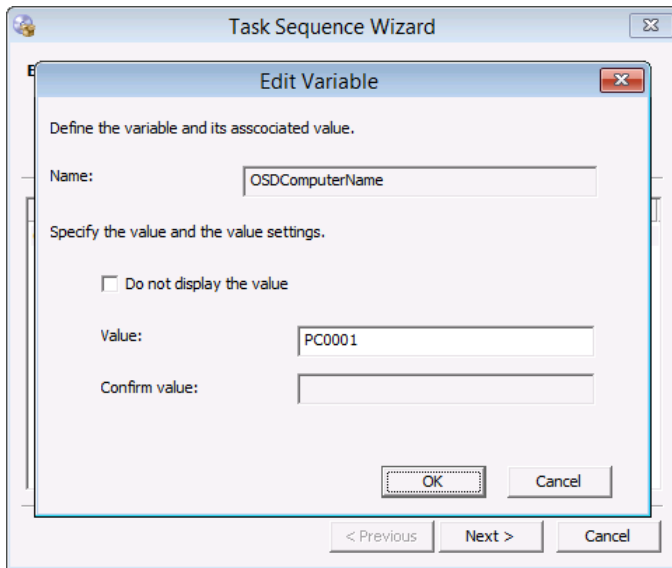 Task Sequence Wizard
E
Edit Variable
Define the variable and its asscociated value.
Name:
OSDComputerName
Specify the value and the value settings.
Do not display the value
Value:
PC0001
Confirm value:
OK
Cancel
< Previous
Next >
Cancel